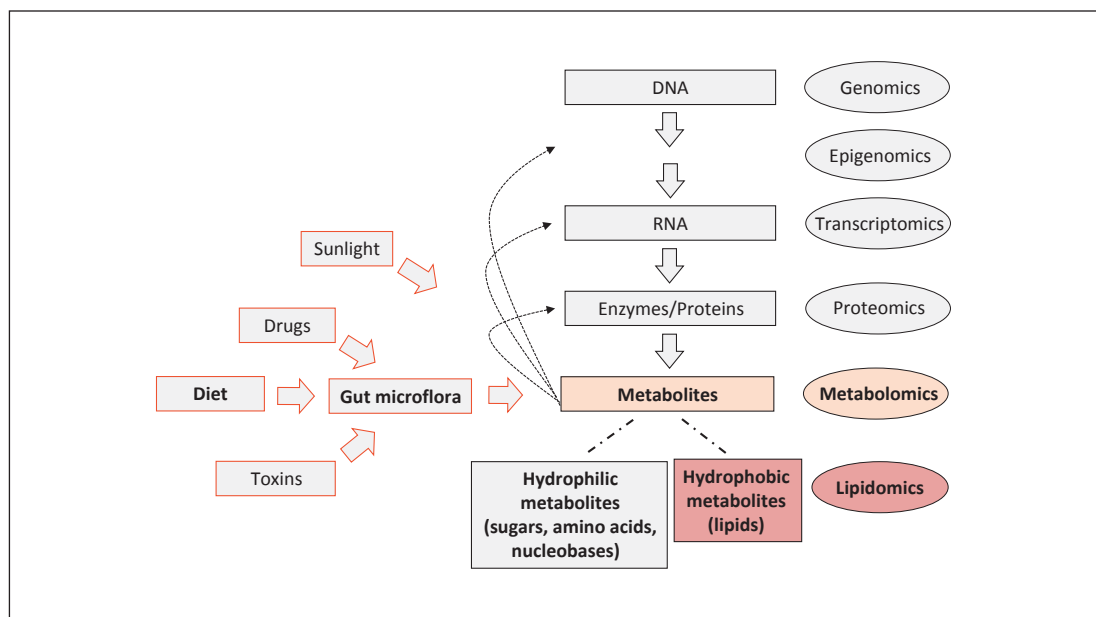 DNA
Genomics
Epigenomics
RNA
Transcriptomics
Sunlight
Enzymes/Proteins
Proteomics
Drugs
Diet
Gut microflora
Metabolites
Metabolomics
Toxins
Hydrophilic
metabolites
(sugars, amino acids,
nucleobases)
Hydrophobic
metabolites
(lipids)
Lipidomics